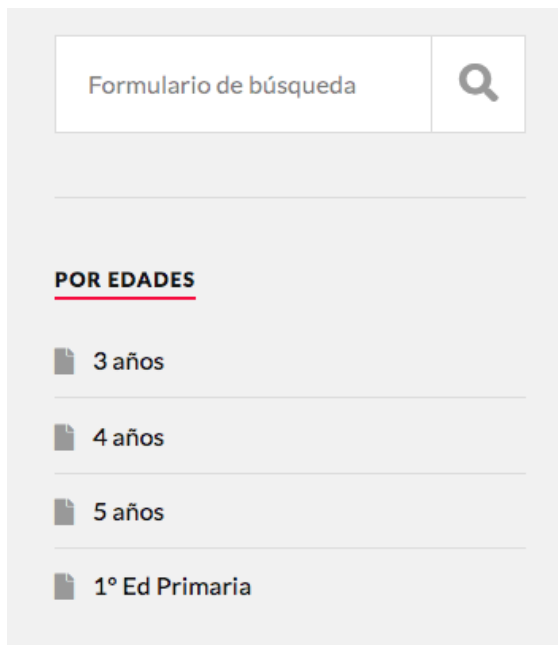 Formulario de búsqueda
POR EDADES
3 años
4 años
5 años
1º Ed Primaria